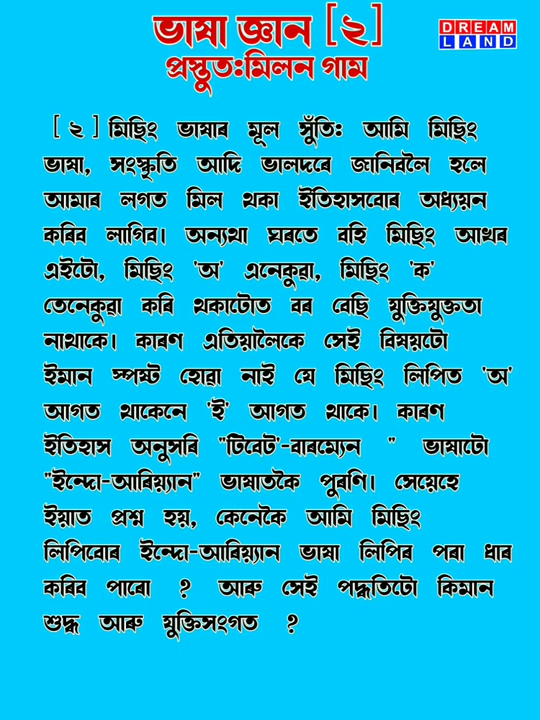 ভাষা জ্ঞান [২]
প্ৰস্তুত:মিলন গাম
DREAM
LAND
[ ২ ] মিছিং ভাষাৰ মূল সুঁতিঃ আমি মিছিং
ভাষা, সংস্কৃতি আদি ভালদৰে জানিবলৈ হলে
আমাৰ লগত মিল থকা ইতিহাসবোৰ অধ্যয়ন
কৰিব লাগিব। অন্যথা ঘৰতে বহি মিছিং আখৰ
এইটো, মিছিং 'অ' এনেকুৱা, মিছিং 'ক'
তেনেকুৱা কৰি থকাটোত বৰ বেছি যুক্তিযুক্ততা
নাথাকে। কাৰণ এতিয়ালৈকে সেই বিষয়টো
ইমান স্পষ্ট হোৱা নাই যে মিছিং লিপিত 'অ'
আগত থাকেনে 'ই' আগত থাকে। কাৰণ
ইতিহাস অনুসৰি "টিবেট'-বাৰম্যেন " ভাষাটো
"ইন্দো-আৰিয়্যান" ভাষাতকৈ পুৰণি। সেয়েহে
ইয়াত প্ৰশ্ন হয়, কেনেকৈ আমি মিছিং
লিপিবোৰ ইন্দো-আৰিয়্যান ভাষা লিপিৰ পৰা ধাৰ
কৰিব পাৰো ? আৰু সেই পদ্ধতিটো কিমান
শুদ্ধ আৰু যুক্তিসংগত ?